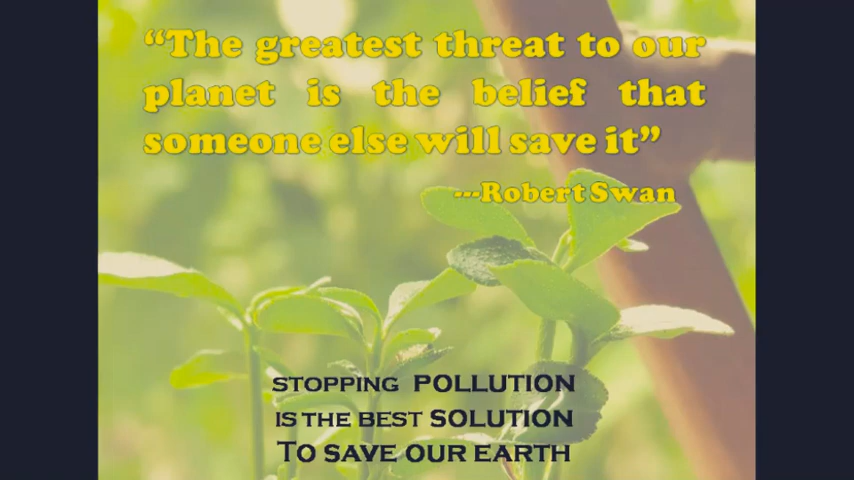 “The greatest threat to our
planet is the belief that
someone else will save it”
---Robert Swan
STOPPING POLLUTION
IS THE BEST SOLUTION
TO SAVE OUR EARTH